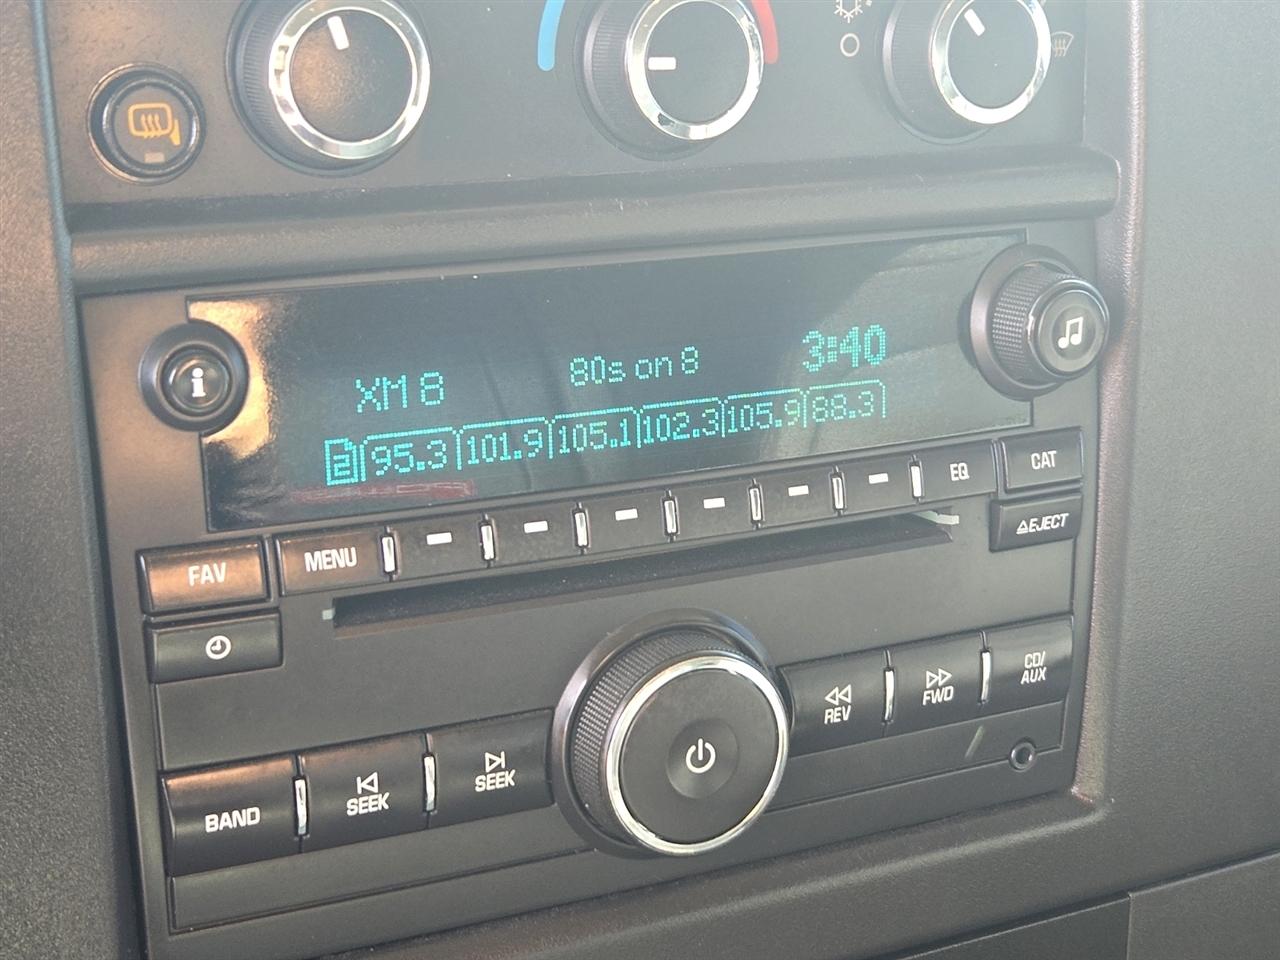 XM 8 80s on 8 3:40
2 95.3 101.9 105.1 102.3 105.9 88.3
EQ CAT
FAV MENU EJECT
BAND SEEK SEEK REV FWD CD/
AUX